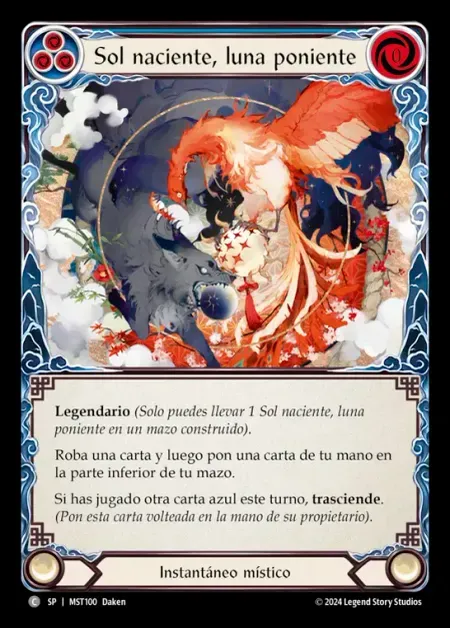 Sol naciente, luna poniente
0
Legendario (Solo puedes llevar 1 Sol naciente, luna
poniente en un mazo construido).
Roba una carta y luego pon una carta de tu mano en
la parte inferior de tu mazo.
Si has jugado otra carta azul este turno, trasciende.
(Pon esta carta volteada en la mano de su propietario).
Instantáneo místico
C SP | MST100 Daken
© 2024 Legend Story Studios